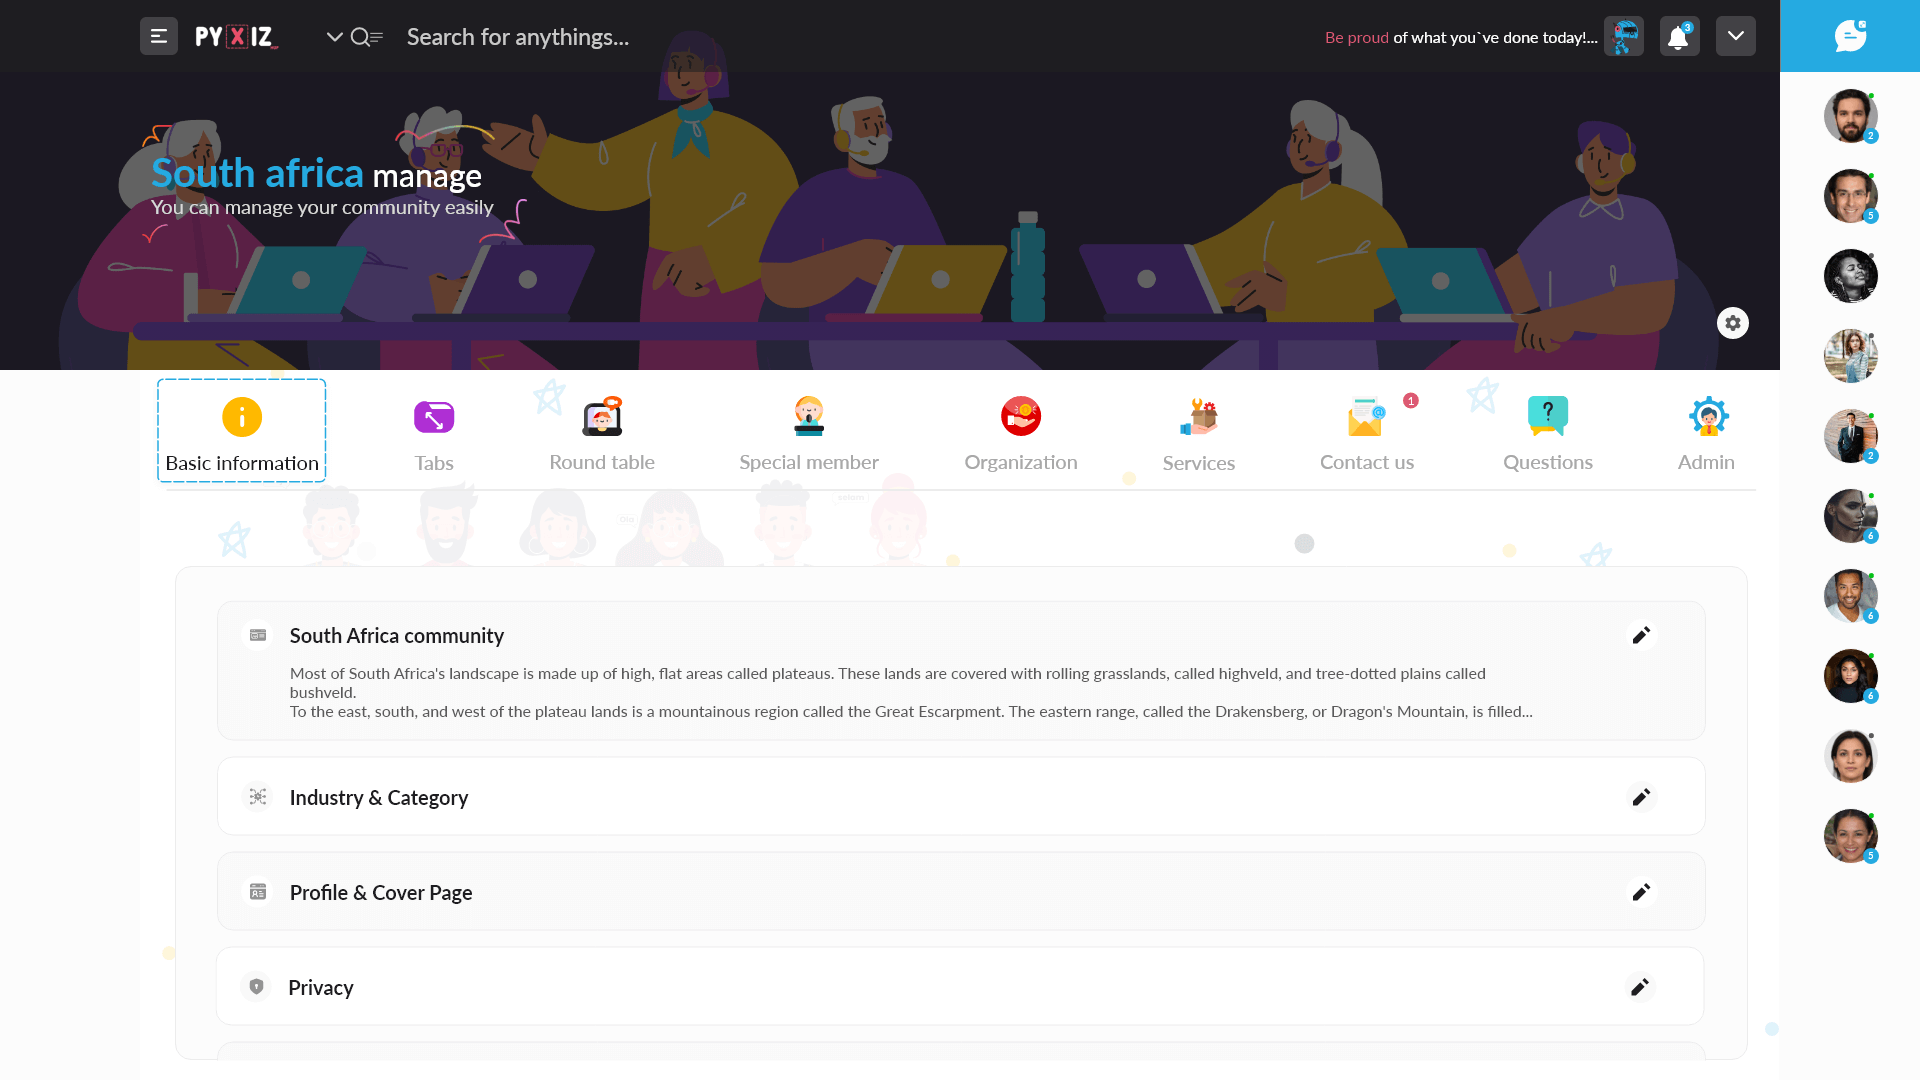 PYXIZ
Search for anythings...
Be proud of what you`ve done today!...
3
South africa manage
You can manage your community easily
Basic information
Tabs
Round table
Special member
Organization
Services
Contact us
1
Questions
?
Admin
South Africa community
Most of South Africa's landscape is made up of high, flat areas called plateaus. These lands are covered with rolling grasslands, called highveld, and tree-dotted plains called
bushveld.
To the east, south, and west of the plateau lands is a mountainous region called the Great Escarpment. The eastern range, called the Drakensberg, or Dragon's Mountain, is filled...
Industry & Category
Profile & Cover Page
Privacy
2
5
2
6
6
6
5